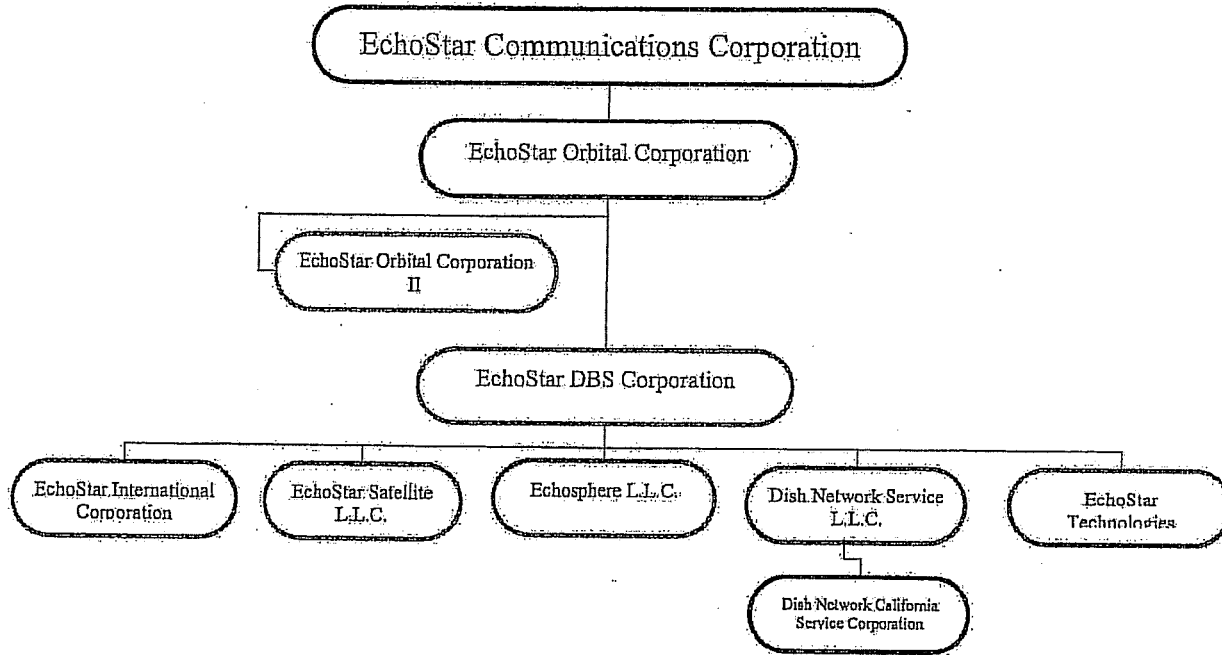 EchoStar Communications Corporation
EchoStar Orbital Corporation
EchoStar Orbital Corporation
II
EchoStar DBS Corporation
EchoStar International
Corporation
EchoStar Satellite
L.L.C.
Echosphere L.L.C.
Dish Network Service
L.L.C.
EchoStar
Technologies
Dish Network California
Service Corporation